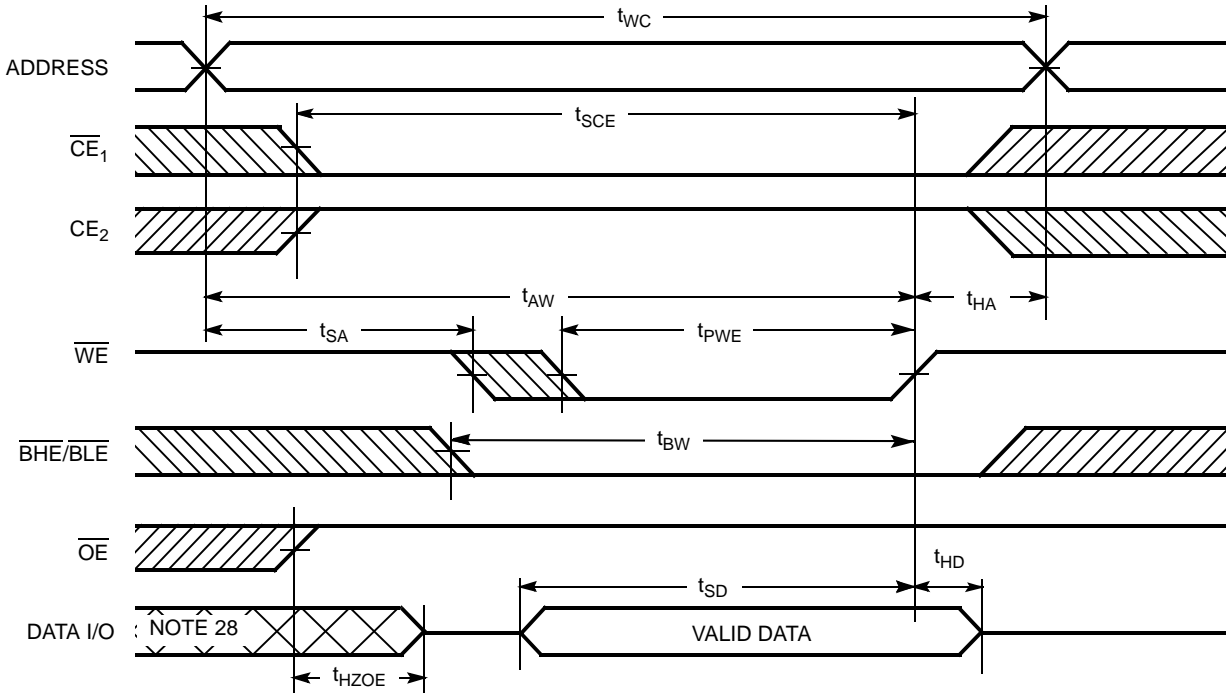 tWC
ADDRESS
tSCE
CE1
CE2
tAW
tHA
tSA
tPWE
WE
tBW
BHE/BLE
OE
tHD
tSD
DATA I/O
NOTE 28
VALID DATA
tHZOE